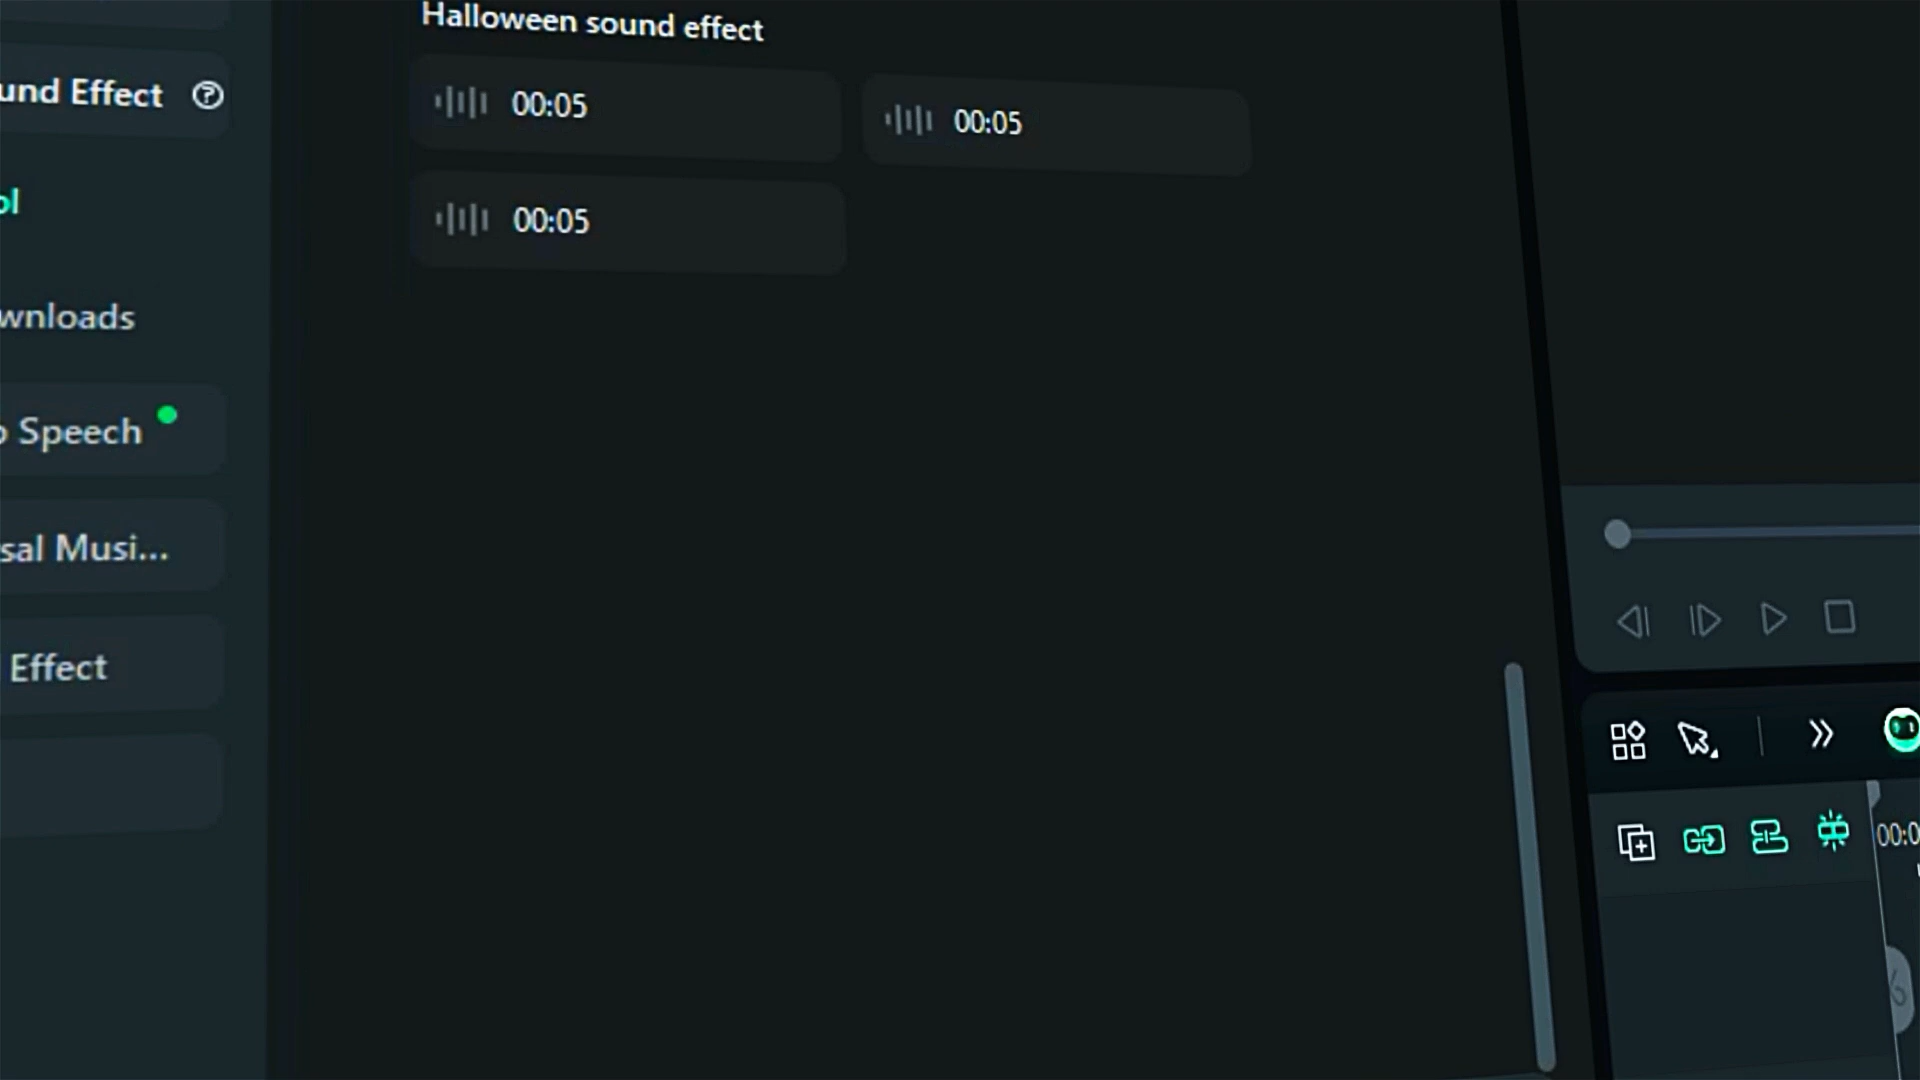 Halloween sound effect
und Effect
00:05
00:05
ol
00:05
wnloads
o Speech
sal Musi...
Effect
00:0